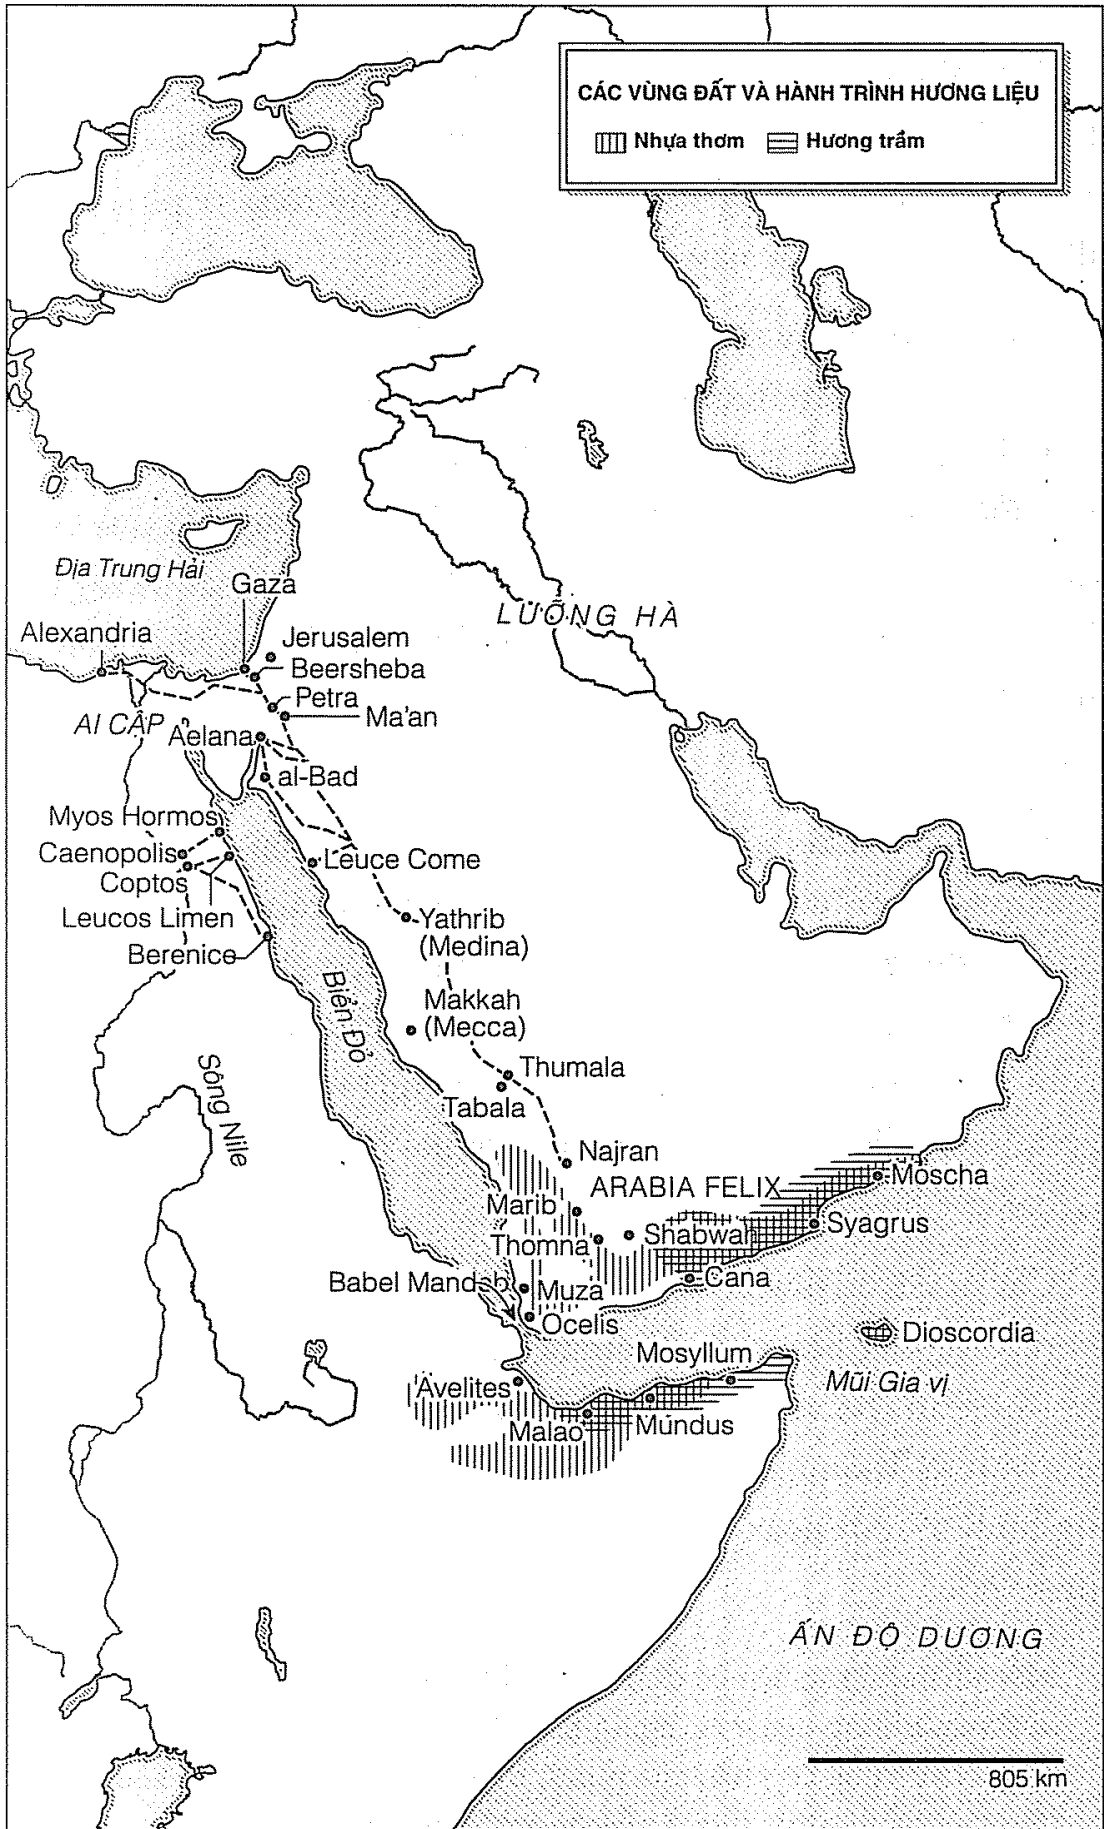 CÁC VÙNG ĐẤT VÀ HÀNH TRÌNH HƯƠNG LIỆU
Nhựa thơm Hương trầm
Địa Trung Hải
Gaza
LƯỠNG HÀ
Alexandria
Jerusalem
Beersheba
Petra
Ma'an
AI CẬP
Aelana
al-Bad
Myos Hormos
Caenopolis
Leuce Come
Coptos
Leucos Limen
Yathrib
(Medina)
Berenice
Biển Đỏ
Makkah
(Mecca)
Sông Nile
Thumala
Tabala
Najran
Moscha
ARABIA FELIX
Marib
Syagrus
Shabwah
Thomna
Cana
Babel Mandeb
Muza
Ocelis
Dioscordia
Mosyllum
Mũi Gia vị
Avelites
Malao
Mundus
ẤN ĐỘ DƯƠNG
805 km